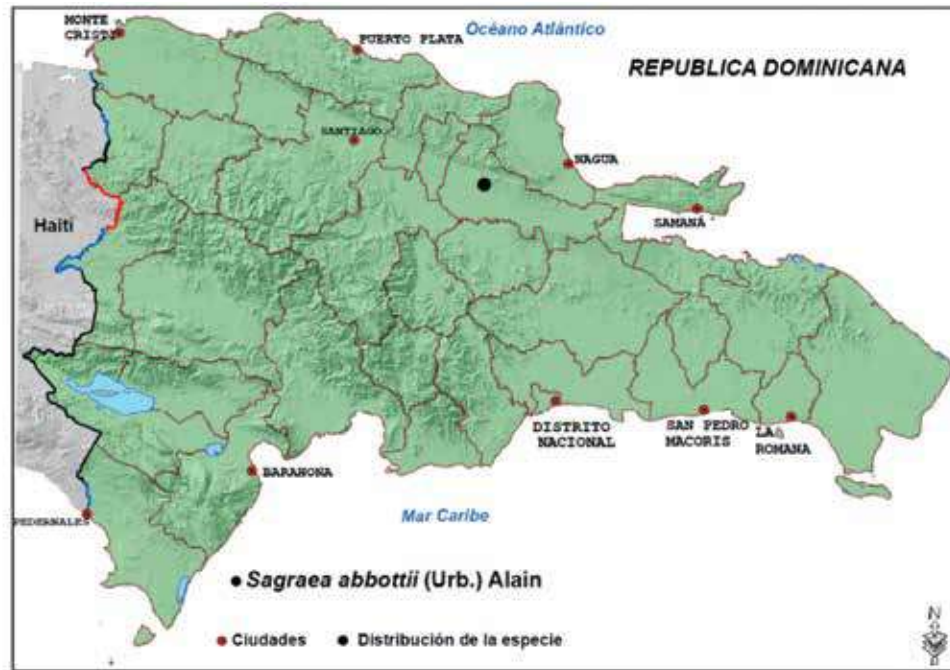 MONTE
CRISTI
PUERTO PLATA
Océano Atlántico
REPUBLICA DOMINICANA
SANTIAGO
NAGUA
Haití
SAMANÁ
DISTRITO
NACIONAL
SAN PEDRO
MACORIS
LA
ROMANA
BARAHONA
PEDERNALES
Mar Caribe
Sagraea abbottii (Urb.) Alain
Ciudades
Distribución de la especie
N